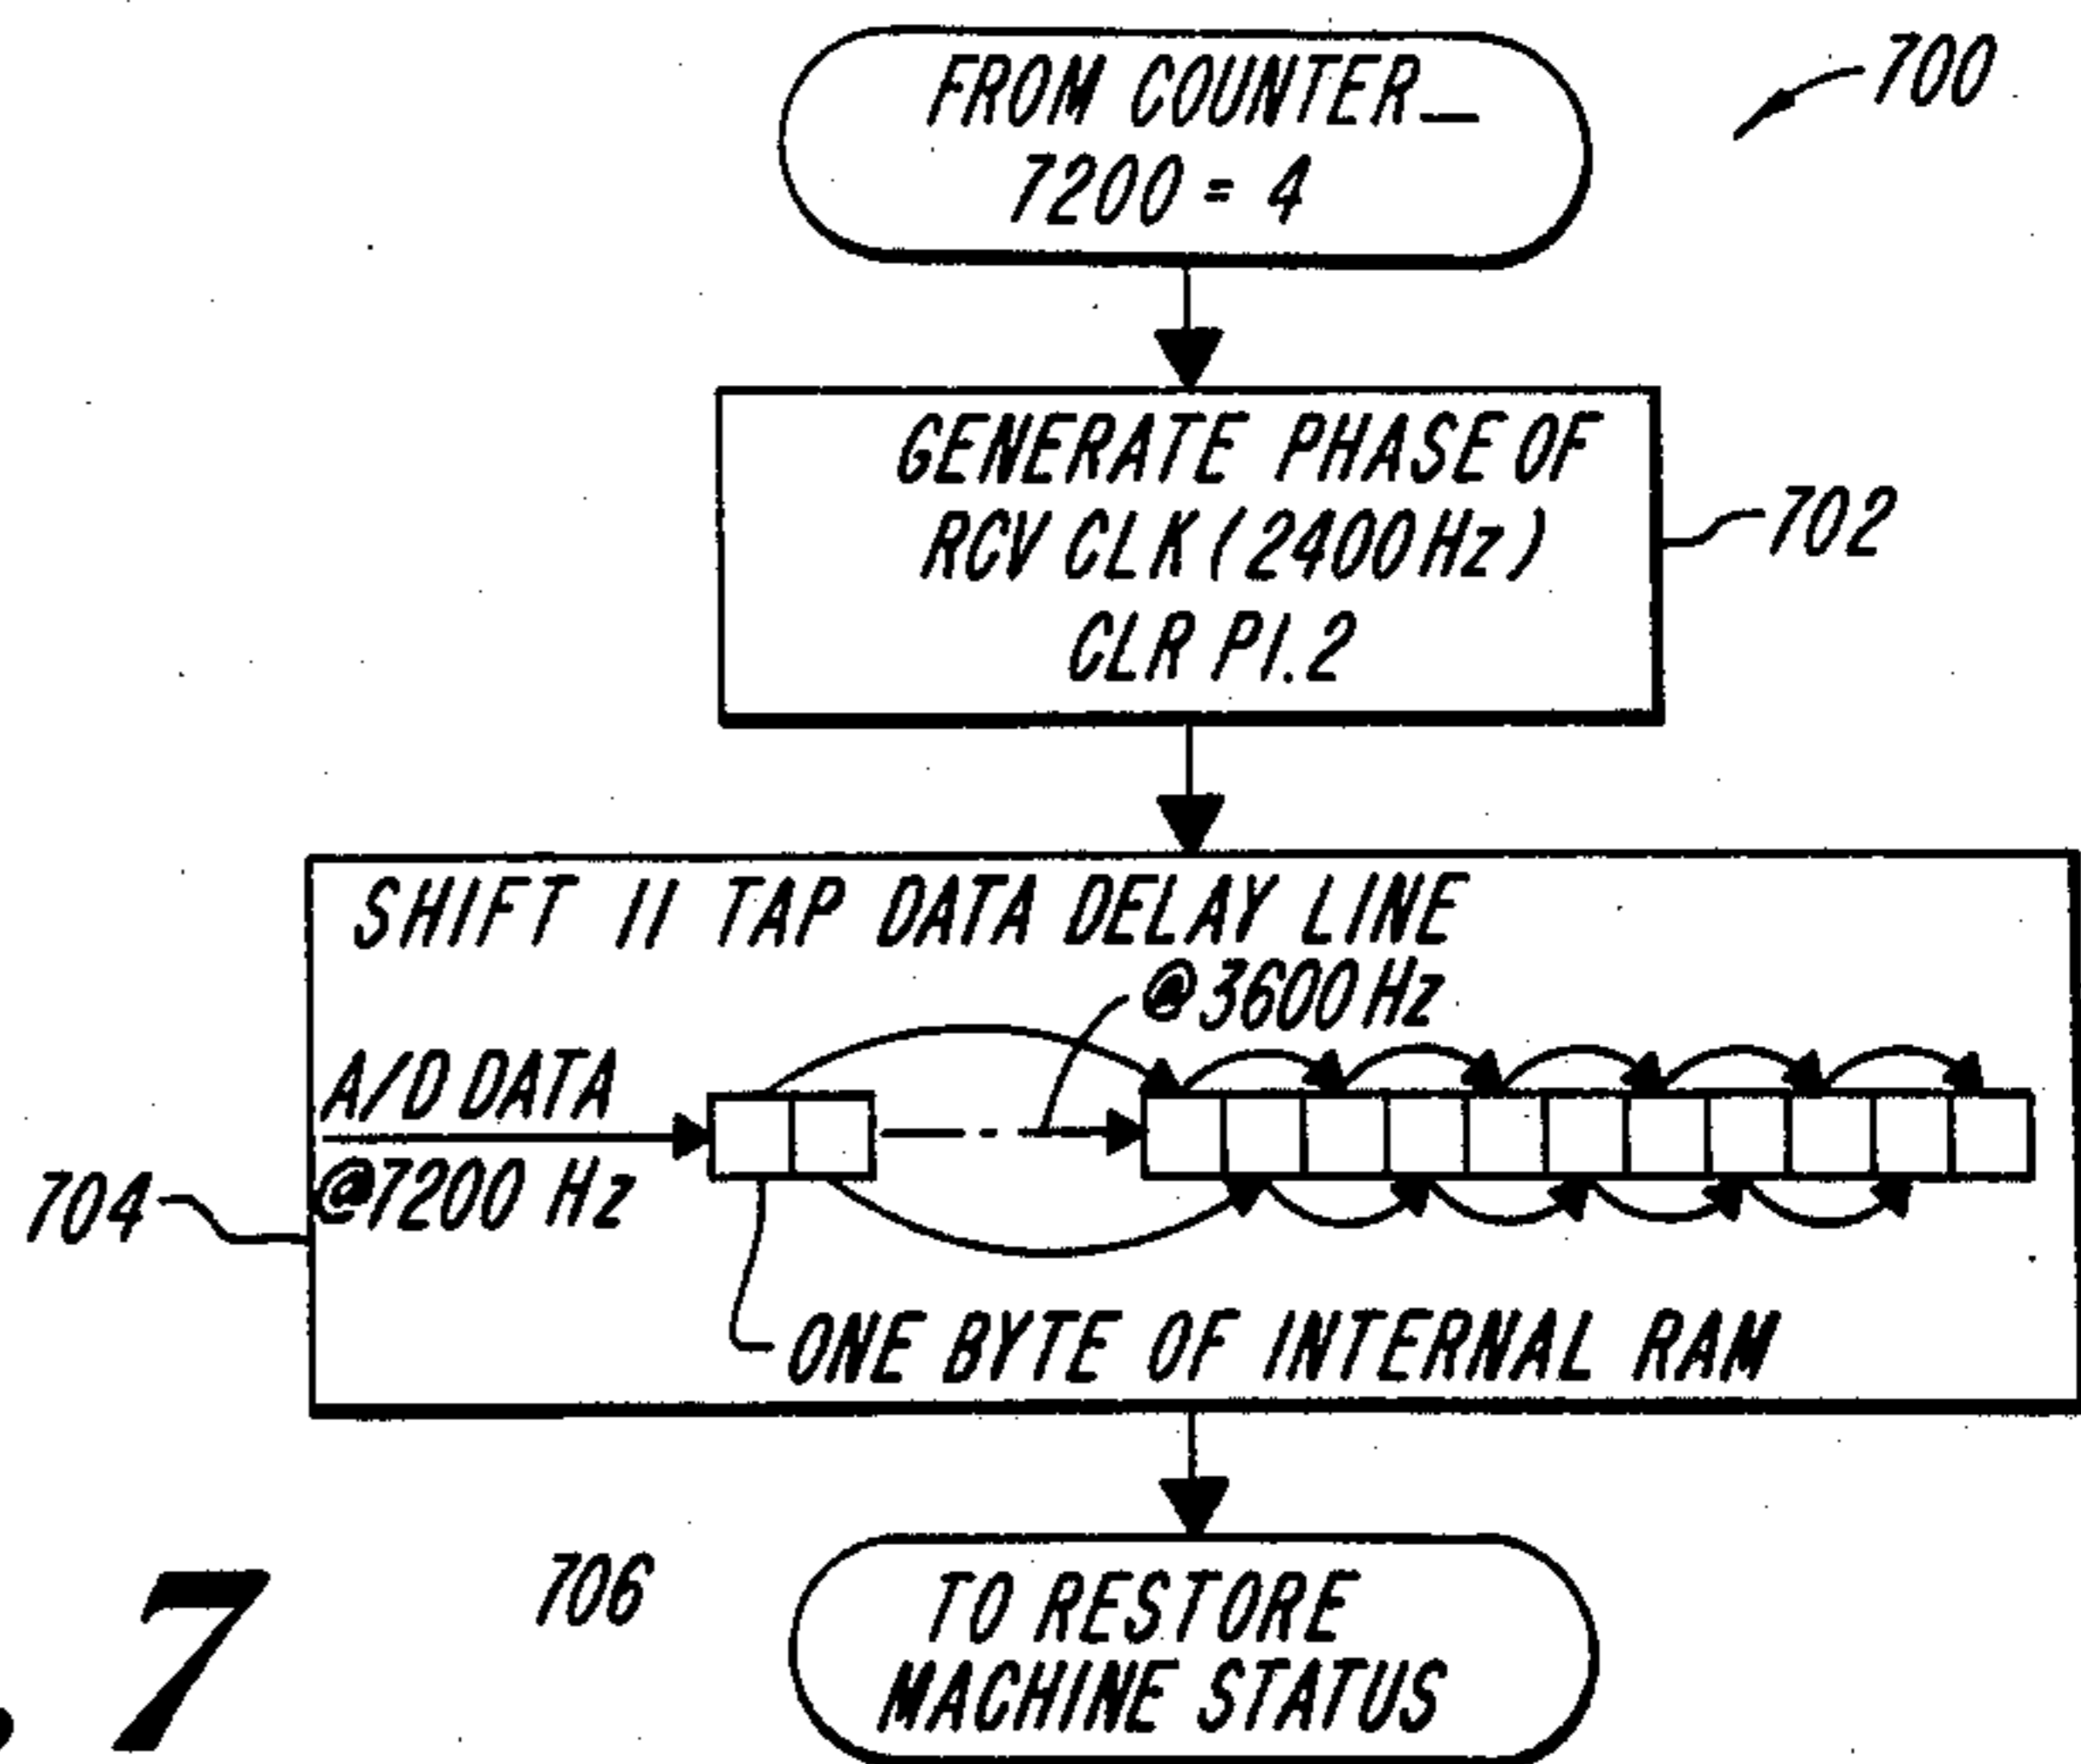 FROM COUNTER_
7200 = 4
700
GENERATE PHASE OF
RCV CLK (2400 Hz)
CLR P1.2
702
SHIFT 11 TAP DATA DELAY LINE
@ 3600 Hz
A/D DATA
@7200 Hz
704
ONE BYTE OF INTERNAL RAM
706
TO RESTORE
MACHINE STATUS
7